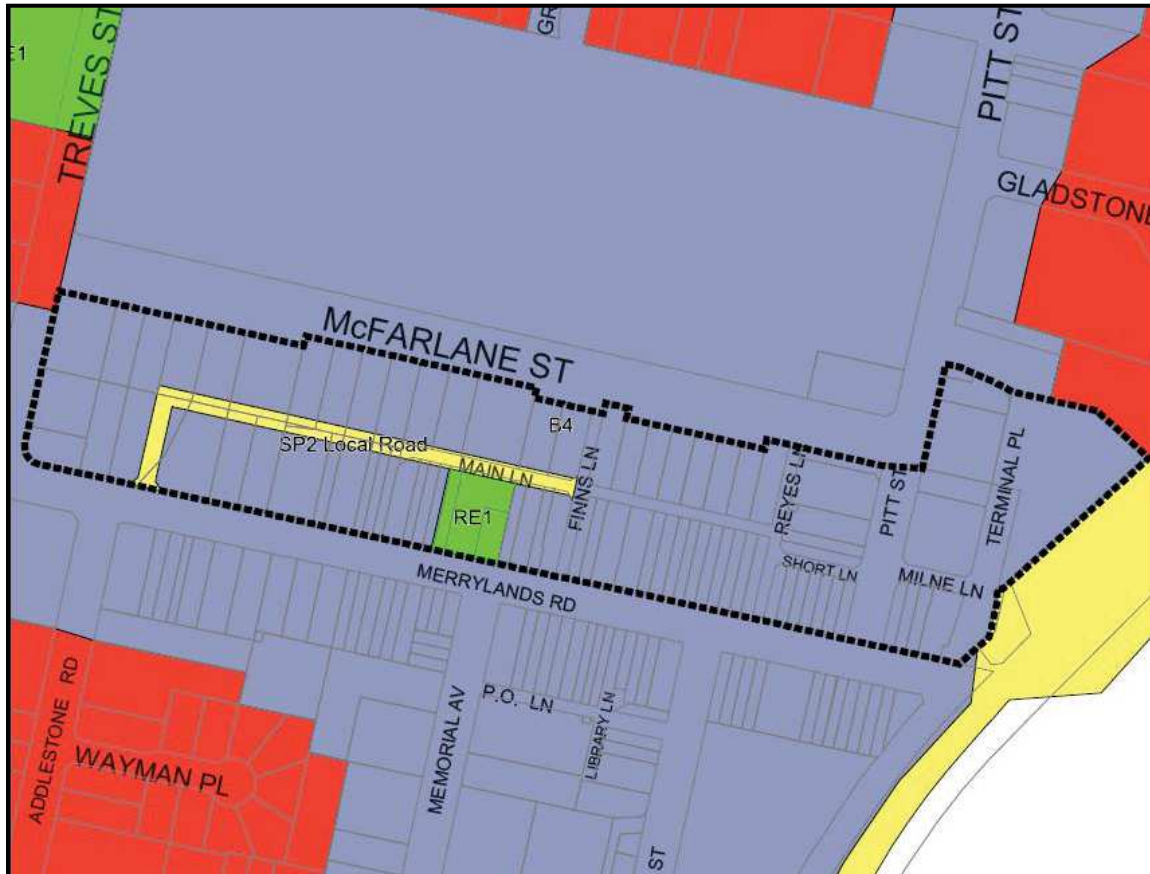 GR
PITT ST
E1
TREVES ST
GLADSTONE
McFARLANE ST
B4
SP2 Local Road
MAIN LN
FINNS LN
REYES LN
PITT ST
TERMINAL PL
RE1
SHORT LN
MILNE LN
MERRYLANDS RD
ADDLESTONE RD
WAYMAN PL
MEMORIAL AV
P.O. LN
LIBRARY LN
ST